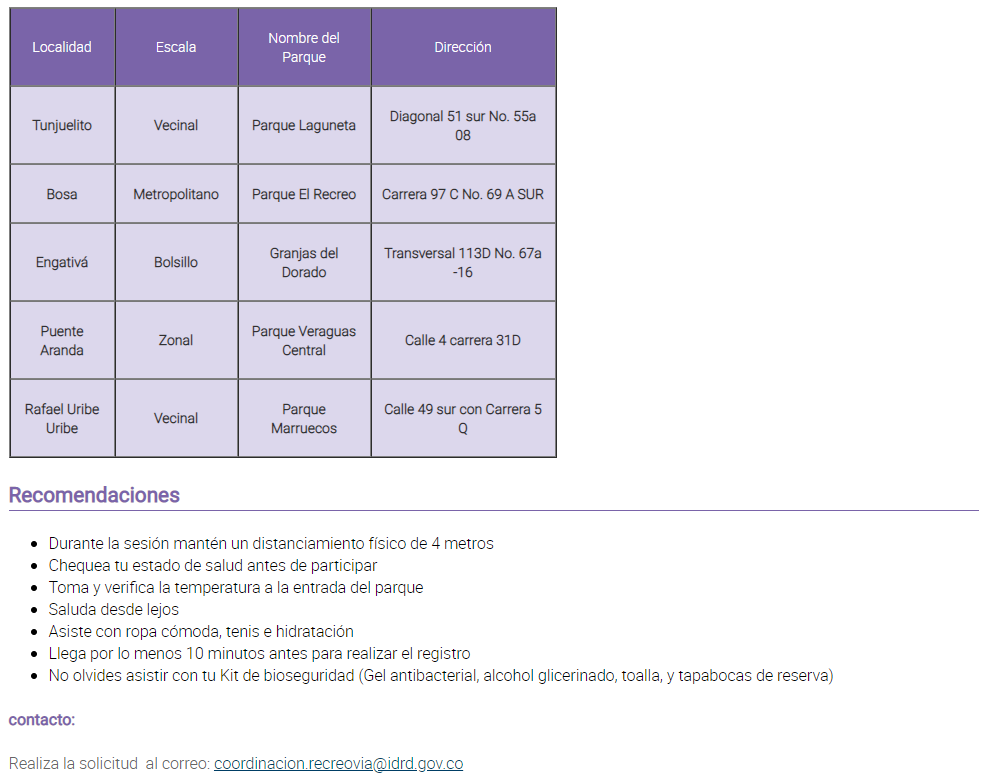 Localidad Escala Nombre del Parque Dirección
Tunjuelito Vecinal Parque Laguneta Diagonal 51 sur No. 55a 08
Bosa Metropolitano Parque El Recreo Carrera 97 C No. 69 A SUR
Engativá Bolsillo Granjas del Dorado Transversal 113D No. 67a -16
Puente Aranda Zonal Parque Veraguas Central Calle 4 carrera 31D
Rafael Uribe Uribe Vecinal Parque Marruecos Calle 49 sur con Carrera 5 Q
Recomendaciones
• Durante la sesión mantén un distanciamiento físico de 4 metros
• Chequea tu estado de salud antes de participar
• Toma y verifica la temperatura a la entrada del parque
• Saluda desde lejos
• Asiste con ropa cómoda, tenis e hidratación
• Llega por lo menos 10 minutos antes para realizar el registro
• No olvides asistir con tu Kit de bioseguridad (Gel antibacterial, alcohol glicerinado, toalla, y tapabocas de reserva)
contacto:
Realiza la solicitud al correo: coordinacion.recreovia@idrd.gov.co